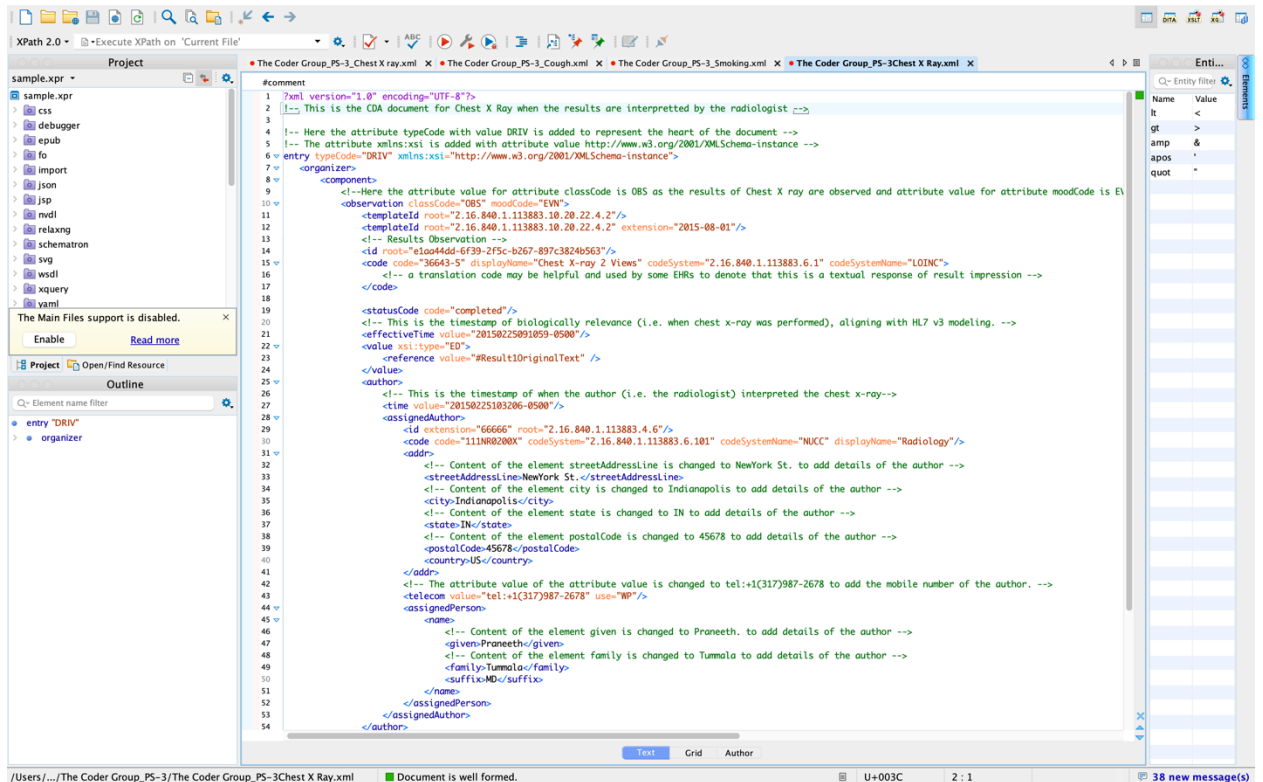 XPath 2.0
Execute XPath on 'Current File'
Project
sample.xpr
sample.xpr
css
debugger
epub
fo
import
json
jsp
nvdl
relaxng
schematron
svg
wsdl
xquery
yaml
The Main Files support is disabled.
Enable Read more
Project Open/Find Resource
Outline
Element name filter
entry "DRIV"
organizer
The Coder Group_PS-3_Chest X ray.xml The Coder Group_PS-3_Cough.xml The Coder Group_PS-3_Smoking.xml The Coder Group_PS-3Chest X Ray.xml
#comment
1 ?xml version="1.0" encoding="UTF-8"?>
2 !-- This is the CDA document for Chest X Ray when the results are interpretted by the radiologist -->
3
4 !-- Here the attribute typeCode with value DRIV is added to represent the heart of the document -->
5 !-- The attribute xmlns:xsi is added with attribute value http://www.w3.org/2001/XMLSchema-instance -->
6 entry typeCode="DRIV" xmlns:xsi="http://www.w3.org/2001/XMLSchema-instance">
7 <organizer>
8 <component>
9 <!--Here the attribute value for attribute classCode is OBS as the results of Chest X ray are observed and attribute value for attribute moodCode is EV
10 <observation classCode="OBS" moodCode="EVN">
11 <templateId root="2.16.840.1.113883.10.20.22.4.2"/>
12 <templateId root="2.16.840.1.113883.10.20.22.4.2" extension="2015-08-01"/>
13 <!-- Results Observation -->
14 <id root="e1aa44dd-6f39-2f5c-b267-897c3824b563"/>
15 <code code="36643-5" displayName="Chest X-ray 2 Views" codeSystem="2.16.840.1.113883.6.1" codeSystemName="LOINC">
16 <!-- a translation code may be helpful and used by some EHRs to denote that this is a textual response of result impression -->
17 </code>
18
19 <statusCode code="completed"/>
20 <!-- This is the timestamp of biologically relevance (i.e. when chest x-ray was performed), aligning with HL7 v3 modeling. -->
21 <effectiveTime value="20150225091059-0500"/>
22 <value xsi:type="ED">
23 <reference value="#Result1OriginalText" />
24 </value>
25 <author>
26 <!-- This is the timestamp of when the author (i.e. the radiologist) interpreted the chest x-ray-->
27 <time value="20150225103206-0500"/>
28 <assignedAuthor>
29 <id extension="66666" root="2.16.840.1.113883.4.6"/>
30 <code code="111NR0200X" codeSystem="2.16.840.1.113883.6.101" codeSystemName="NUCC" displayName="Radiology"/>
31 <addr>
32 <!-- Content of the element streetAddressLine is changed to NewYork St. to add details of the author -->
33 <streetAddressLine>NewYork St.</streetAddressLine>
34 <!-- Content of the element city is changed to Indianapolis to add details of the author -->
35 <city>Indianapolis</city>
36 <!-- Content of the element state is changed to IN to add details of the author -->
37 <state>IN</state>
38 <!-- Content of the element postalCode is changed to 45678 to add details of the author -->
39 <postalCode>45678</postalCode>
40 <country>US</country>
41 </addr>
42 <!-- The attribute value of the attribute value is changed to tel:+1(317)987-2678 to add the mobile number of the author. -->
43 <telecom value="tel:+1(317)987-2678" use="WP"/>
44 <assignedPerson>
45 <name>
46 <!-- Content of the element given is changed to Praneeth. to add details of the author -->
47 <given>Praneeth</given>
48 <!-- Content of the element family is changed to Tummala to add details of the author -->
49 <family>Tummala</family>
50 <suffix>MD</suffix>
51 </name>
52 </assignedPerson>
53 </assignedAuthor>
54 </author>
Text Grid Author
DITA XSLT XQ
Enti...
Entity filter
Elements
Name Value
lt <
gt >
amp &
apos '
quot "
/Users/.../The Coder Group_PS-3/The Coder Group_PS-3Chest X Ray.xml Document is well formed. U+003C 2 : 1 38 new message(s)